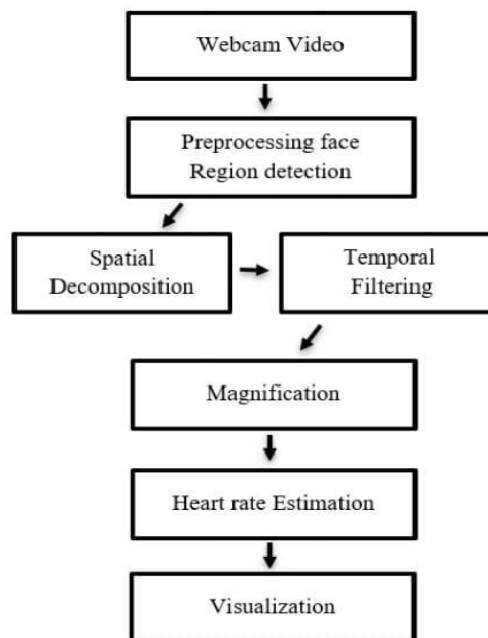 Webcam Video
Preprocessing face
Region detection
Spatial
Decomposition
Temporal
Filtering
Magnification
Heart rate Estimation
Visualization